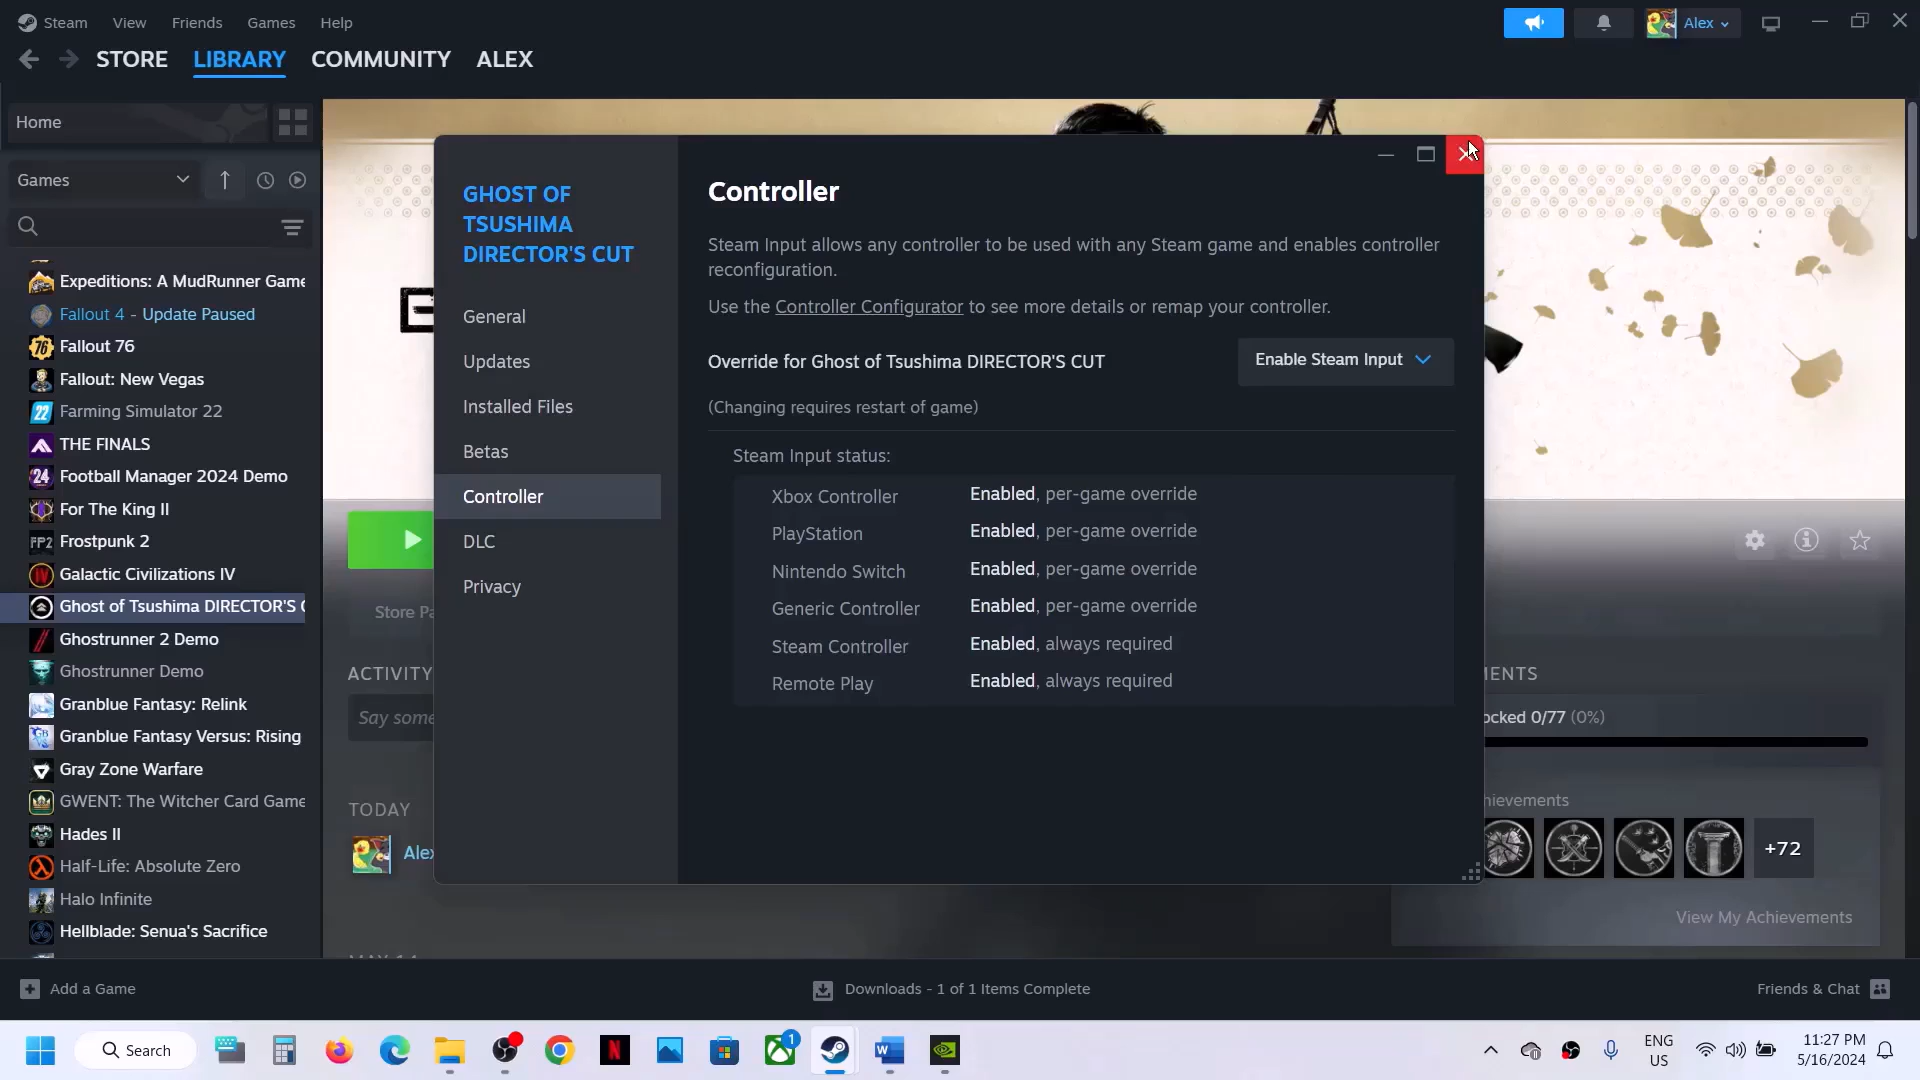 Steam View Friends Games Help
Alex
STORE LIBRARY COMMUNITY ALEX
Home
Games
Expeditions: A MudRunner Game
Fallout 4 - Update Paused
Fallout 76
Fallout: New Vegas
Farming Simulator 22
THE FINALS
Football Manager 2024 Demo
For The King II
Frostpunk 2
Galactic Civilizations IV
Ghost of Tsushima DIRECTOR'S C
Ghostrunner 2 Demo
Ghostrunner Demo
Granblue Fantasy: Relink
Granblue Fantasy Versus: Rising
Gray Zone Warfare
GWENT: The Witcher Card Game
Hades II
Half-Life: Absolute Zero
Halo Infinite
Hellblade: Senua's Sacrifice
GHOST OF
TSUSHIMA
DIRECTOR'S CUT
General
Updates
Installed Files
Betas
Controller
DLC
Privacy
Controller
Steam Input allows any controller to be used with any Steam game and enables controller
reconfiguration.
Use the Controller Configurator to see more details or remap your controller.
Override for Ghost of Tsushima DIRECTOR'S CUT Enable Steam Input
(Changing requires restart of game)
Steam Input status:
Xbox Controller Enabled, per-game override
PlayStation Enabled, per-game override
Nintendo Switch Enabled, per-game override
Generic Controller Enabled, per-game override
Steam Controller Enabled, always required
Remote Play Enabled, always required
Store Pa
ACTIVITY
Say some
TODAY
Alex
MENTS
ocked 0/77 (0%)
hievements
+72
View My Achievements
Add a Game
Downloads - 1 of 1 Items Complete
Friends & Chat
Search
1
ENG
US
11:27 PM
5/16/2024